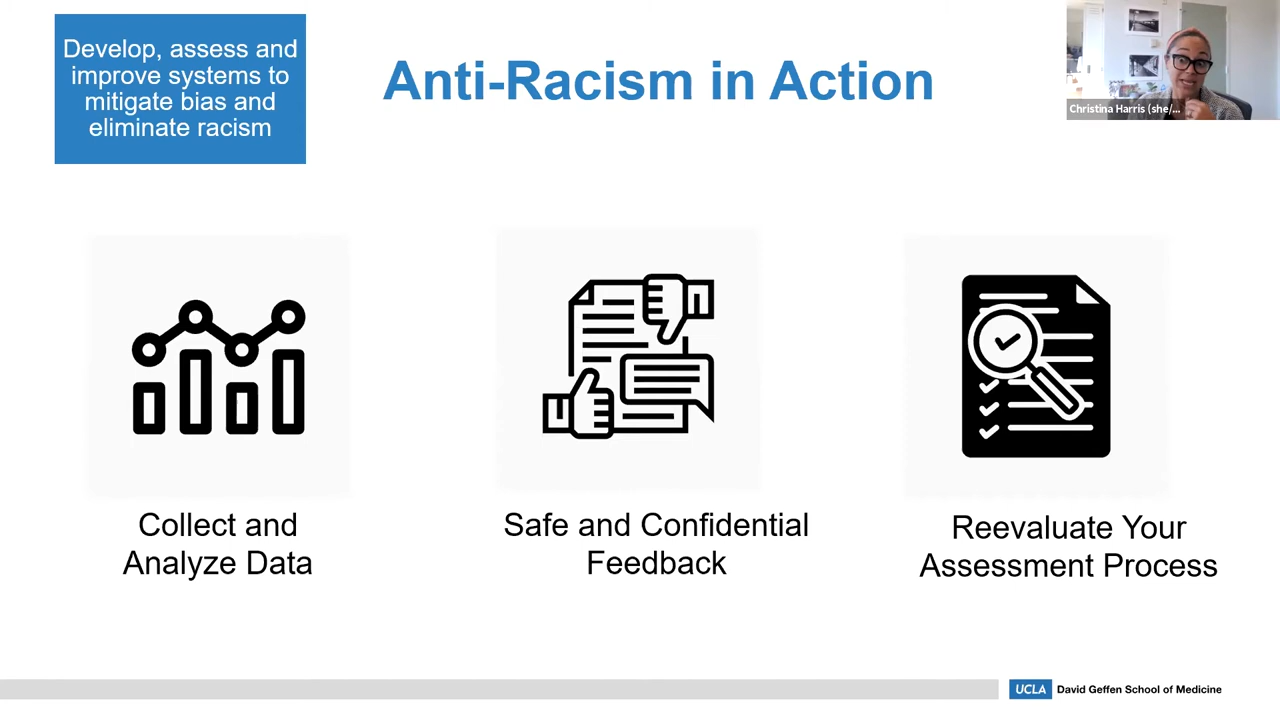 Develop, assess and
improve systems to
mitigate bias and
eliminate racism
Anti-Racism in Action
Christina Harris (she/...
Collect and
Analyze Data
Safe and Confidential
Feedback
Reevaluate Your
Assessment Process
UCLA David Geffen School of Medicine